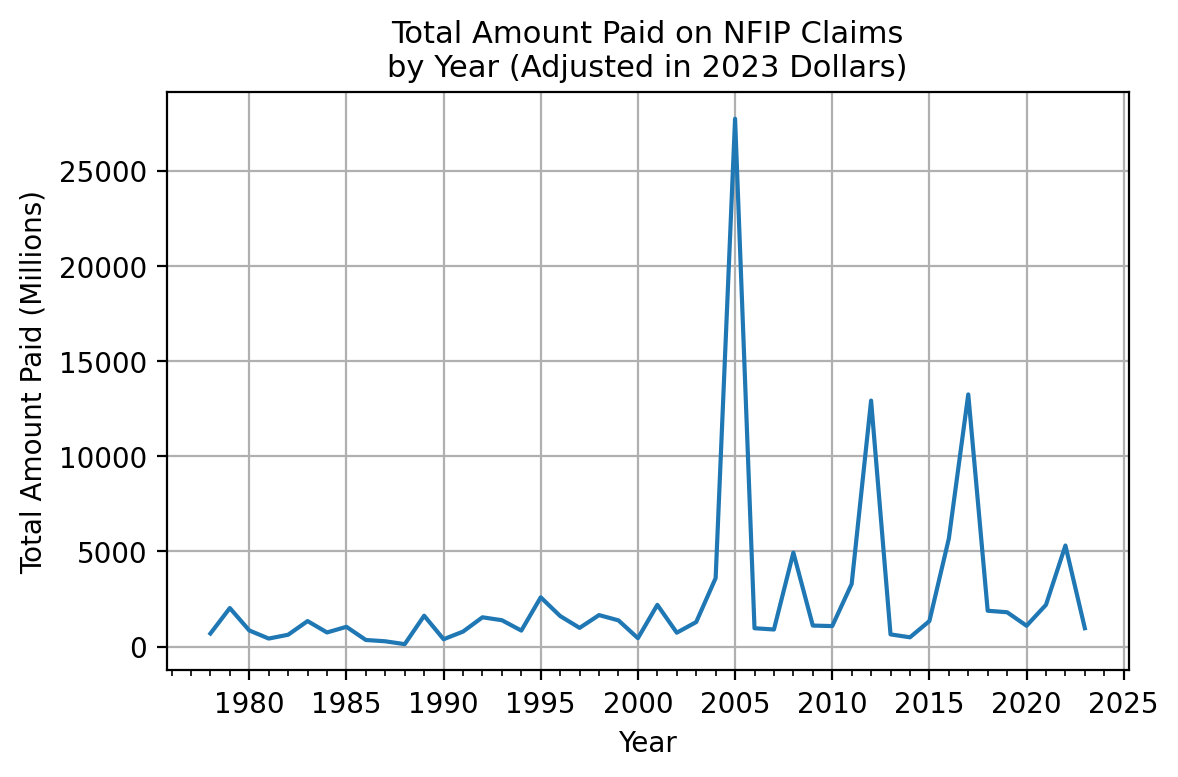 Total Amount Paid on NFIP Claims
by Year (Adjusted in 2023 Dollars)
Total Amount Paid (Millions)
25000
20000
15000
10000
5000
0
1980 1985 1990 1995 2000 2005 2010 2015 2020 2025
Year